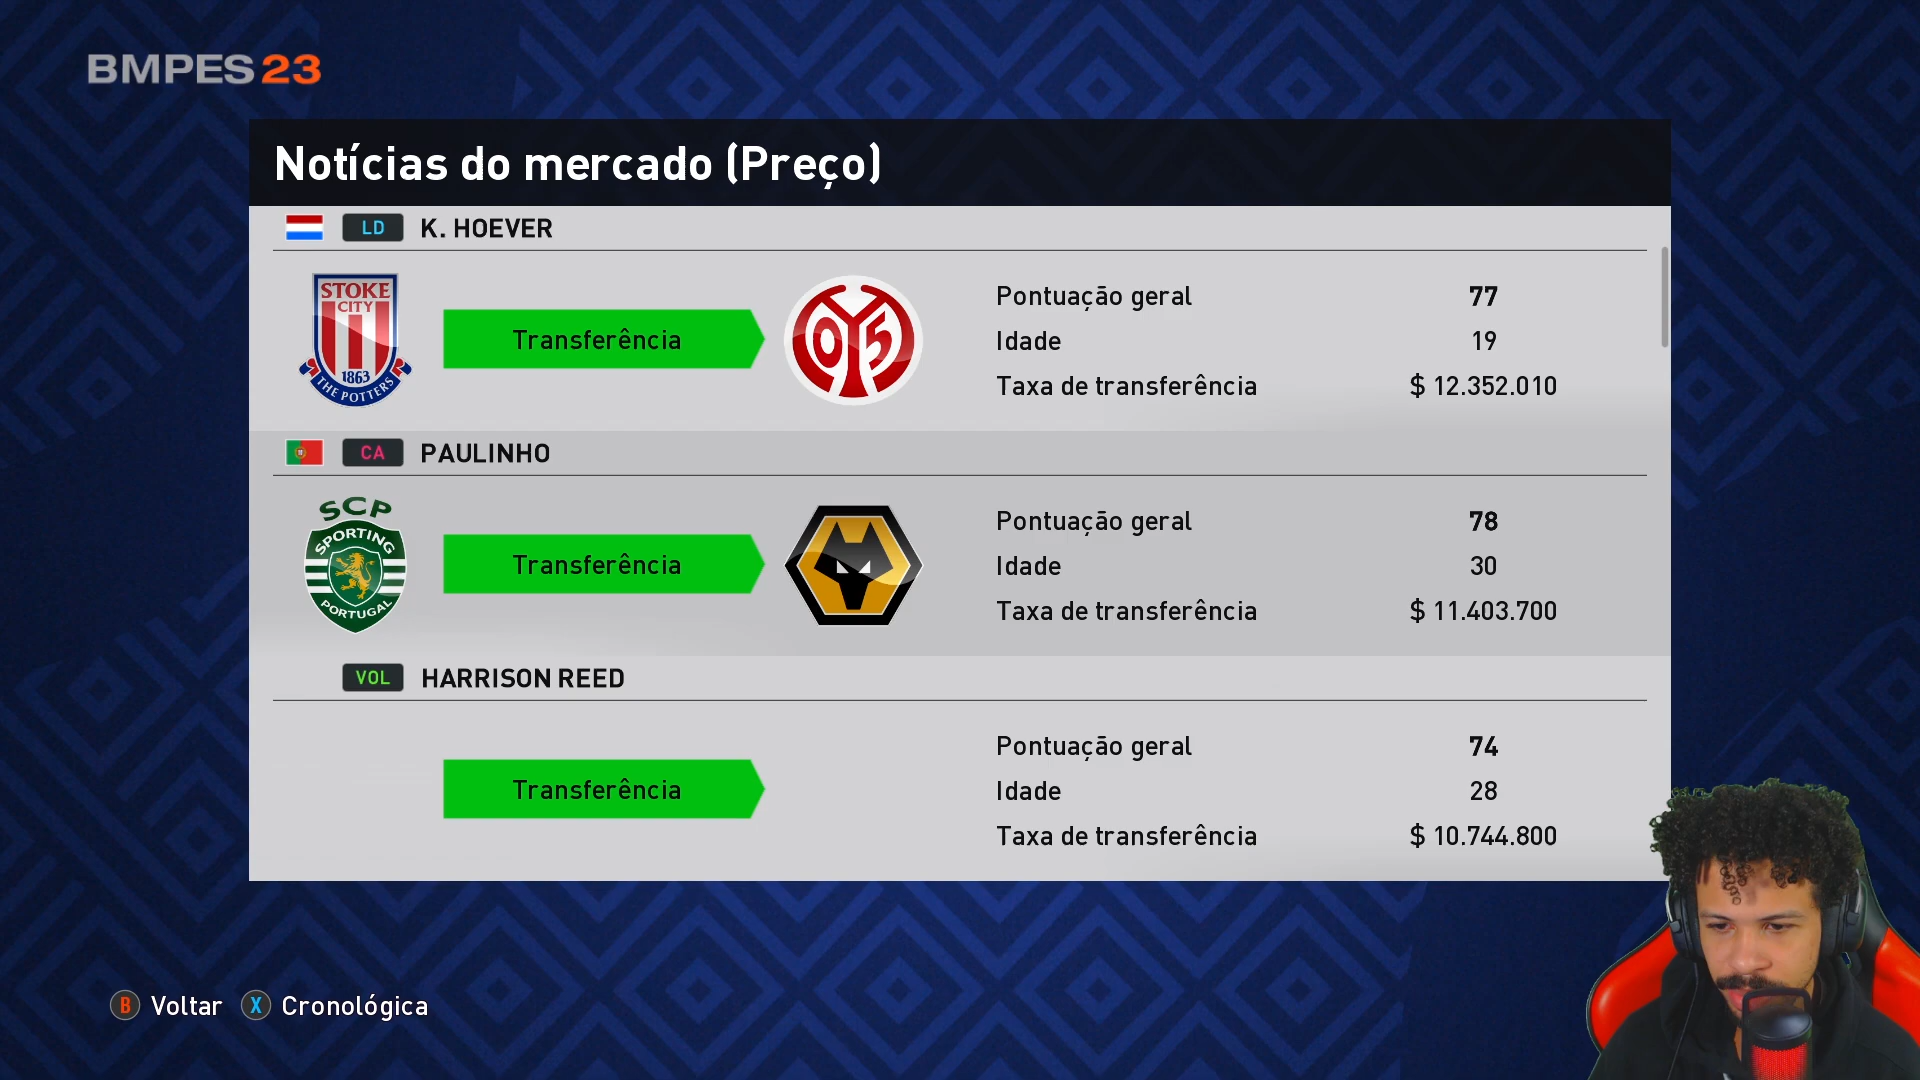 BMPES 23
Notícias do mercado (Preço)
LD K. HOEVER
STOKE
CITY
1863
THE POTTERS
Transferência
05
Pontuação geral 77
Idade 19
Taxa de transferência $ 12.352.010
CA PAULINHO
SCP
SPORTING
PORTUGAL
Transferência
Pontuação geral 78
Idade 30
Taxa de transferência $ 11.403.700
VOL HARRISON REED
Transferência
Pontuação geral 74
Idade 28
Taxa de transferência $ 10.744.800
B Voltar X Cronológica